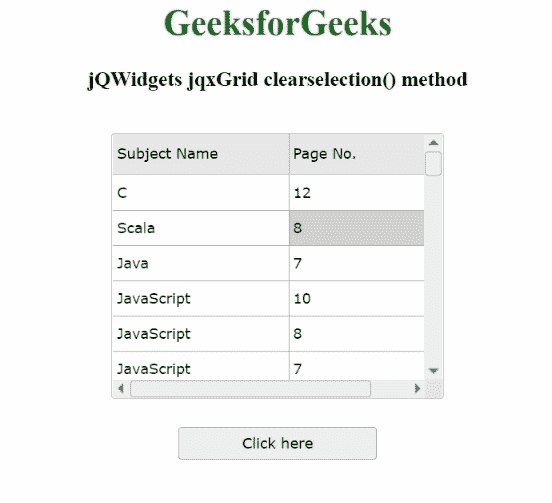 GeeksforGeeks
jQWidgets jqxGrid clearselection() method
Subject Name Page No.
C 12
Scala 8
Java 7
JavaScript 10
JavaScript 8
JavaScript 7
Click here